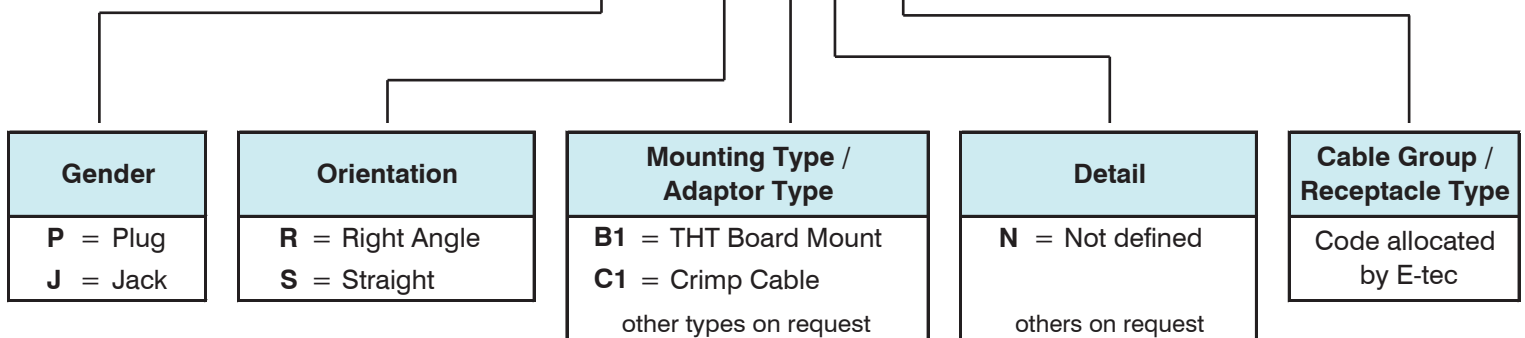 Gender
P = Plug
J = Jack
Orientation
R = Right Angle
S = Straight
Mounting Type /
Adaptor Type
B1 = THT Board Mount
C1 = Crimp Cable
other types on request
Detail
N = Not defined
others on request
Cable Group /
Receptacle Type
Code allocated
by E-tec